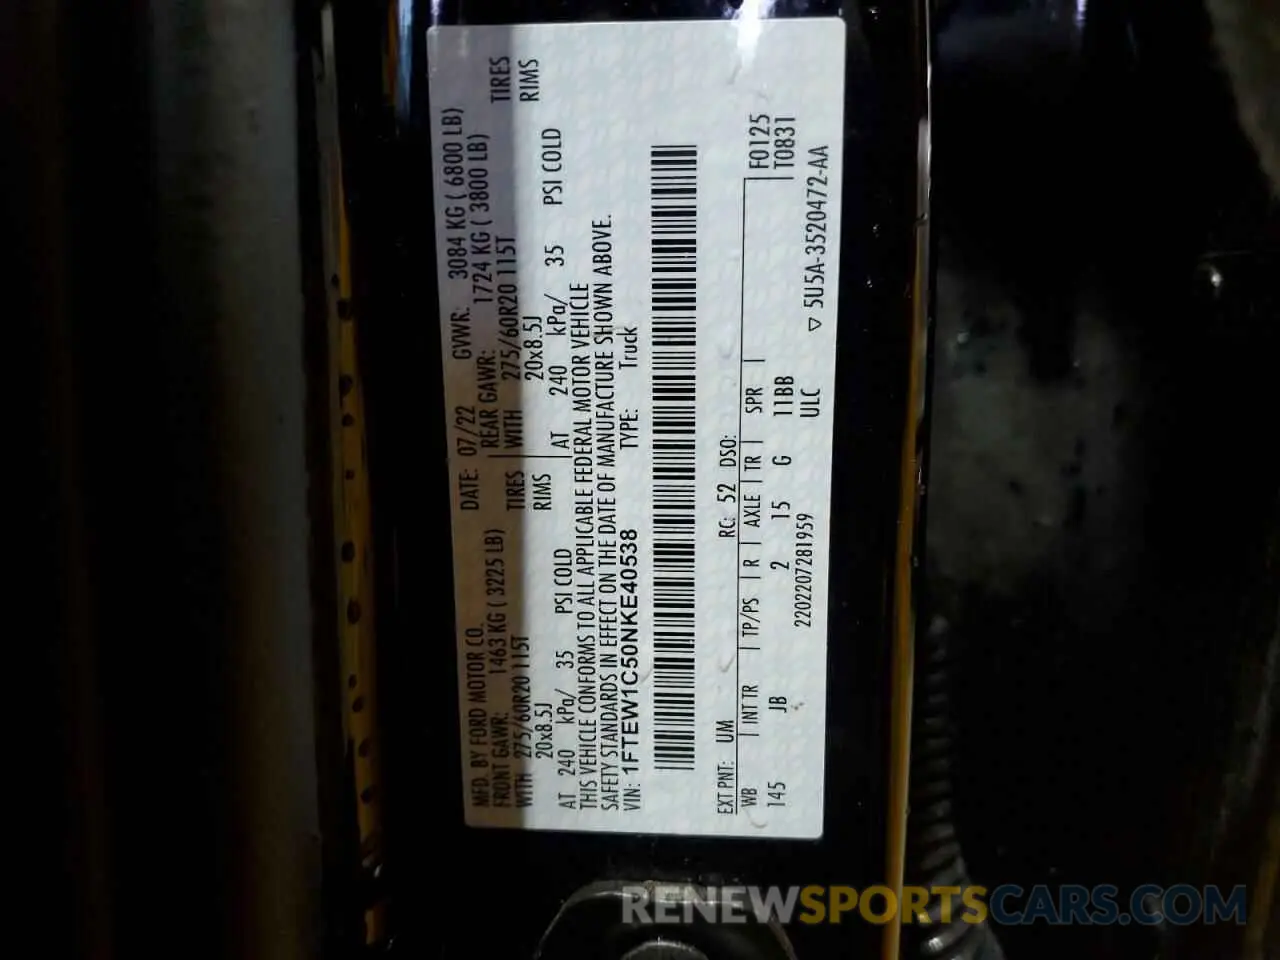 MFD. BY FORD MOTOR CO.
DATE: 07/22 GVWR: 3084 KG ( 6800 LB)
FRONT GAWR: 1463 KG ( 3225 LB) REAR GAWR: 1724 KG ( 3800 LB)
WITH 275/60R20 115T TIRES WITH 275/60R20 115T TIRES
20x8.5J RIMS 20x8.5J RIMS
AT 240 kPa/ 35 PSI COLD AT 240 kPa/ 35 PSI COLD
THIS VEHICLE CONFORMS TO ALL APPLICABLE FEDERAL MOTOR VEHICLE
SAFETY STANDARDS IN EFFECT ON THE DATE OF MANUFACTURE SHOWN ABOVE.
VIN: 1FTEW1C50NKE40538 TYPE: Truck
EXT PNT: UM RC: 52 DSO: F0125
WB INT TR TP/PS R AXLE TR SPR T0831
145 JB 2 15 G 11BB
2202207281959 ULC ▽ 5U5A-3520472-AA
RENEWSPORTSCARS.COM